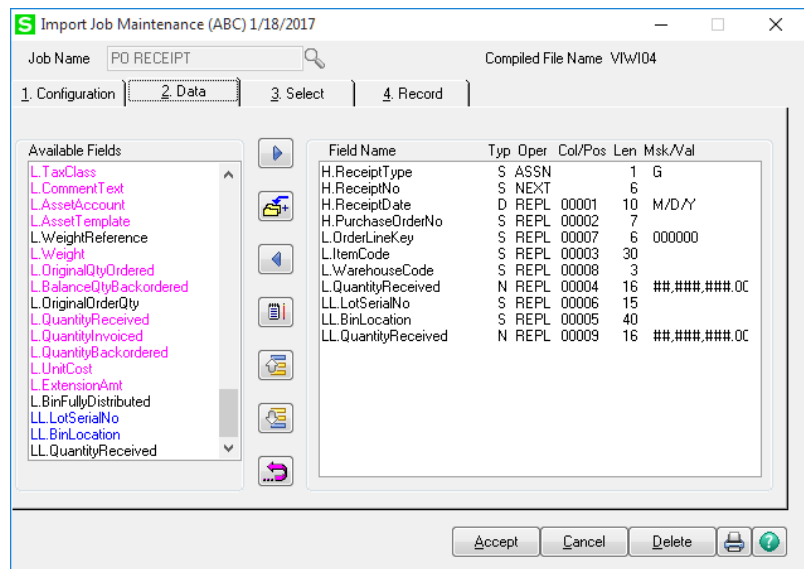 S Import Job Maintenance (ABC) 1/18/2017
Job Name PO RECEIPT Compiled File Name VIWI04
1. Configuration 2. Data 3. Select 4. Record
Available Fields
L.TaxClass
L.CommentText
L.AssetAccount
L.AssetTemplate
L.WeightReference
L.Weight
L.OriginalQtyOrdered
L.BalanceQtyBackordered
L.OriginalOrderQty
L.QuantityReceived
L.QuantityInvoiced
L.QuantityBackordered
L.UnitCost
L.ExtensionAmt
L.BinFullyDistributed
LL.LotSerialNo
LL.BinLocation
LL.QuantityReceived
Field Name Typ Oper Col/Pos Len Msk/Val
H.ReceiptType S ASSN 1 G
H.ReceiptNo S NEXT 6
H.ReceiptDate D REPL 00001 10 M/D/Y
H.PurchaseOrderNo S REPL 00002 7
L.OrderLineKey S REPL 00007 6 000000
L.ItemCode S REPL 00003 30
L.WarehouseCode S REPL 00008 3
L.QuantityReceived N REPL 00004 16 ##,###,###.0C
LL.LotSerialNo S REPL 00006 15
LL.BinLocation S REPL 00005 40
LL.QuantityReceived N REPL 00009 16 ##,###,###.0C
Accept Cancel Delete ?